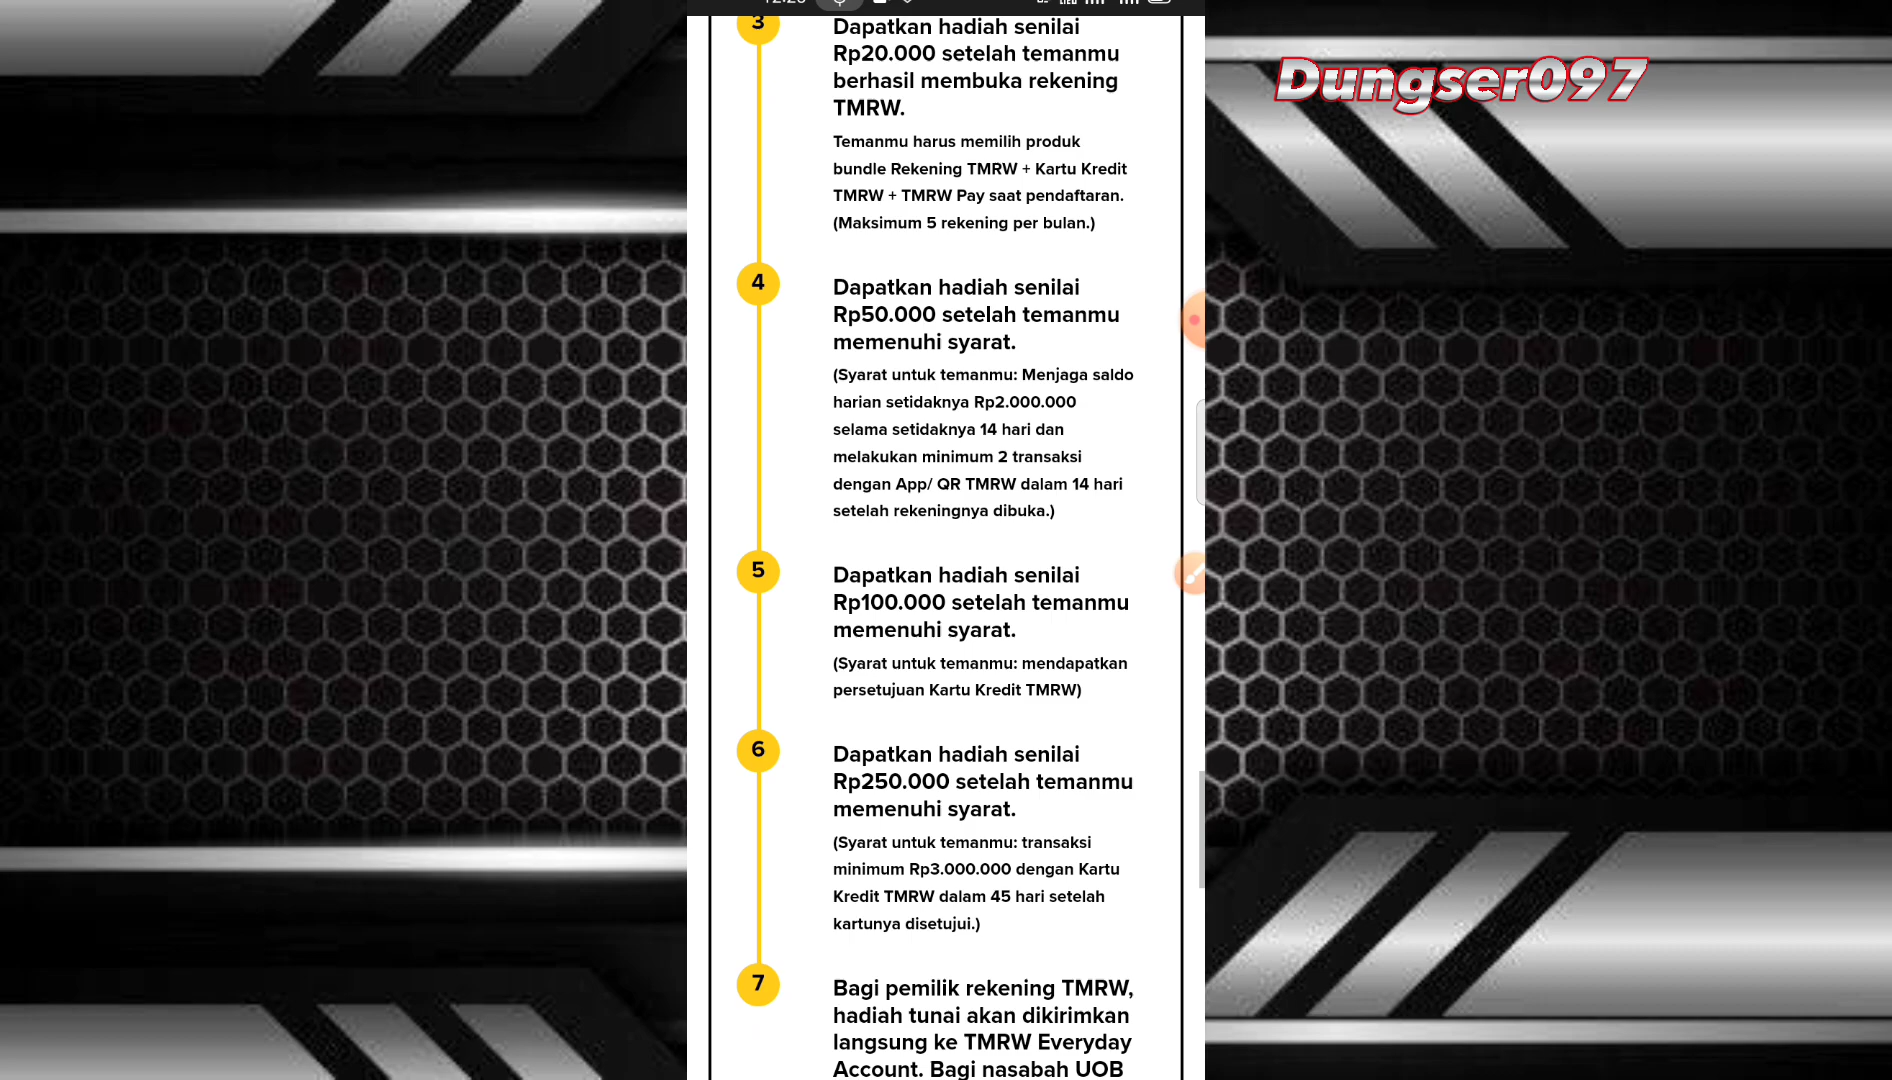 3
Dapatkan hadiah senilai
Rp20.000 setelah temanmu
berhasil membuka rekening
TMRW.
Temanmu harus memilih produk
bundle Rekening TMRW + Kartu Kredit
TMRW + TMRW Pay saat pendaftaran.
(Maksimum 5 rekening per bulan.)
4
Dapatkan hadiah senilai
Rp50.000 setelah temanmu
memenuhi syarat.
(Syarat untuk temanmu: Menjaga saldo
harian setidaknya Rp2.000.000
selama setidaknya 14 hari dan
melakukan minimum 2 transaksi
dengan App/ QR TMRW dalam 14 hari
setelah rekeningnya dibuka.)
5
Dapatkan hadiah senilai
Rp100.000 setelah temanmu
memenuhi syarat.
(Syarat untuk temanmu: mendapatkan
persetujuan Kartu Kredit TMRW)
6
Dapatkan hadiah senilai
Rp250.000 setelah temanmu
memenuhi syarat.
(Syarat untuk temanmu: transaksi
minimum Rp3.000.000 dengan Kartu
Kredit TMRW dalam 45 hari setelah
kartunya disetujui.)
7
Bagi pemilik rekening TMRW,
hadiah tunai akan dikirimkan
langsung ke TMRW Everyday
Account. Bagi nasabah UOB
Dungser097